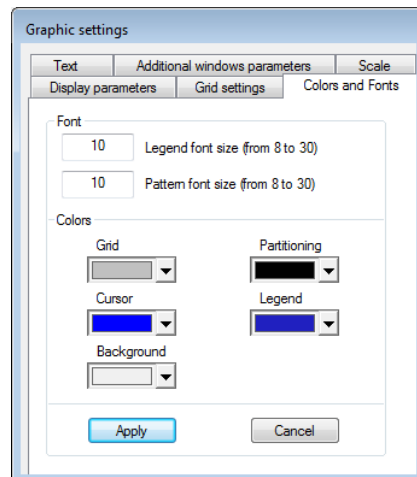 Graphic settings
Text Additional windows parameters Scale
Display parameters Grid settings Colors and Fonts
Font
10 Legend font size (from 8 to 30)
10 Pattern font size (from 8 to 30)
Colors
Grid Partitioning
Cursor Legend
Background
Apply Cancel